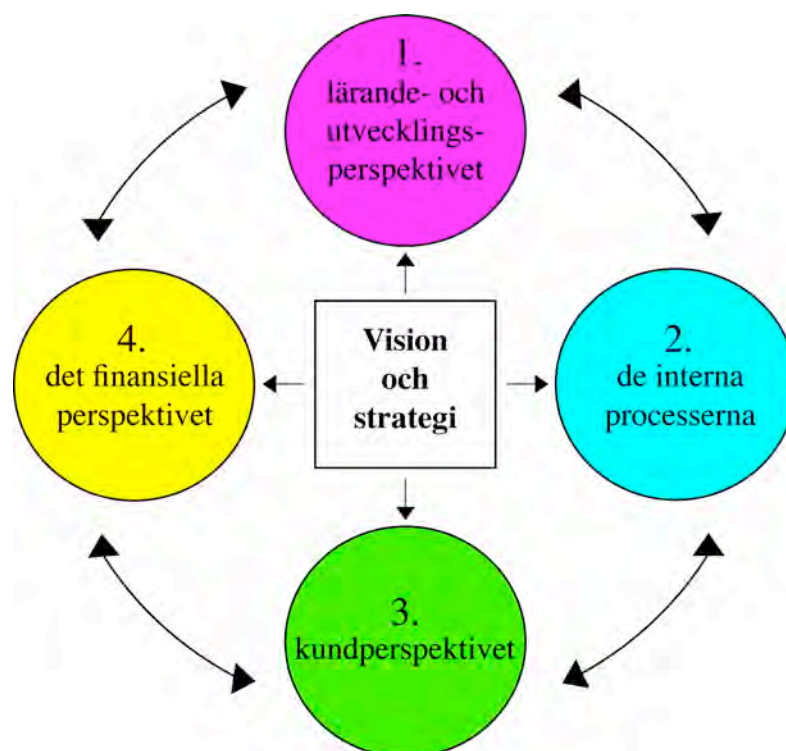 1.
lärande- och
utvecklings-
perspektivet
4.
det finansiella
perspektivet
Vision
och
strategi
2.
de interna
processerna
3.
kundperspektivet